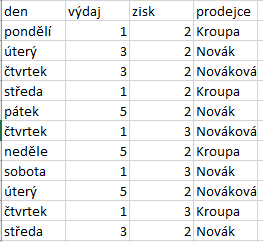 den výdaj zisk prodejce
pondělí 1 2 Kroupa
úterý 3 2 Novák
čtvrtek 3 2 Nováková
středa 1 2 Kroupa
pátek 5 2 Novák
čtvrtek 1 3 Nováková
neděle 5 2 Kroupa
sobota 1 3 Novák
úterý 5 2 Nováková
čtvrtek 1 3 Kroupa
středa 3 2 Novák